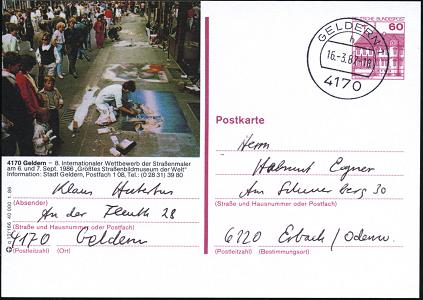 4170 Geldern – 8. Internationaler Wettbewerb der Straßenmaler
am 6. und 7. Sept. 1986 „Größtes Straßenbildmuseum der Welt"
Information: Stadt Geldern, Postfach 1 08, Tel.: (0 28 31) 39 80
Klaus
(Absender)
An der Fleuth 28
(Straße und Hausnummer oder Postfach)
4170 Geldern
(Postleitzahl) (Ort)
DEUTSCHE BUNDESPOST
60
GELDERN 1
h
16.-3.87-18
4170
Postkarte
Herrn
Helmut
Am berg 30
(Straße und Hausnummer oder Postfach)
6120 Erbach/Odenw.
(Postleitzahl) (Bestimmungsort)